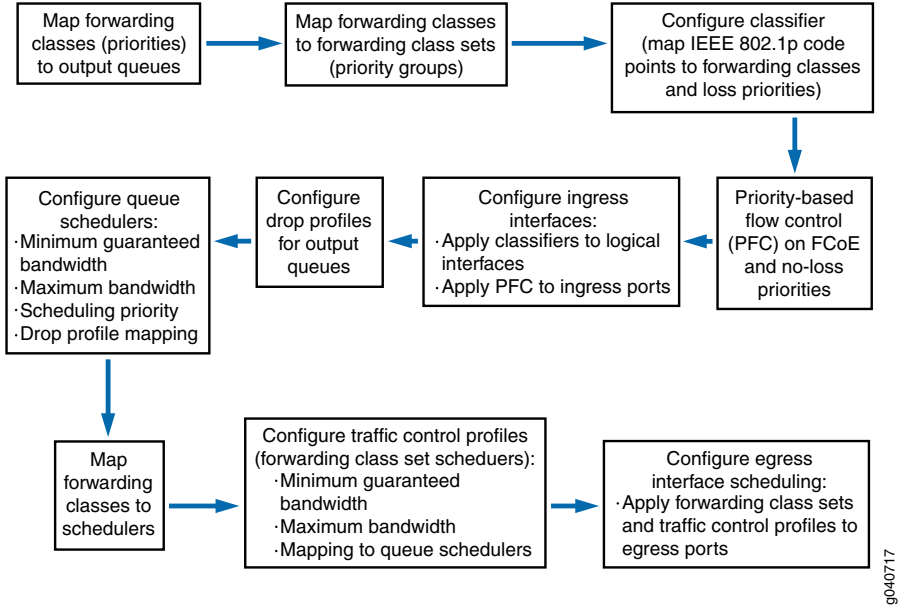 Map forwarding
classes (priorities)
to output queues
Map forwarding classes
to forwarding class sets
(priority groups)
Configure classifier
(map IEEE 802.1p code
points to forwarding classes
and loss priorities)
Priority-based
flow control
(PFC) on FCoE
and no-loss
priorities
Configure ingress
interfaces:
·Apply classifiers to logical
interfaces
·Apply PFC to ingress ports
Configure
drop profiles
for output
queues
Configure queue
schedulers:
·Minimum guaranteed
bandwidth
·Maximum bandwidth
·Scheduling priority
·Drop profile mapping
Map
forwarding
classes to
schedulers
Configure traffic control profiles
(forwarding class set scheduers):
·Minimum guaranteed
bandwidth
·Maximum bandwidth
·Mapping to queue schedulers
Configure egress
interface scheduling:
·Apply forwarding class sets
and traffic control profiles to
egress ports
g040717